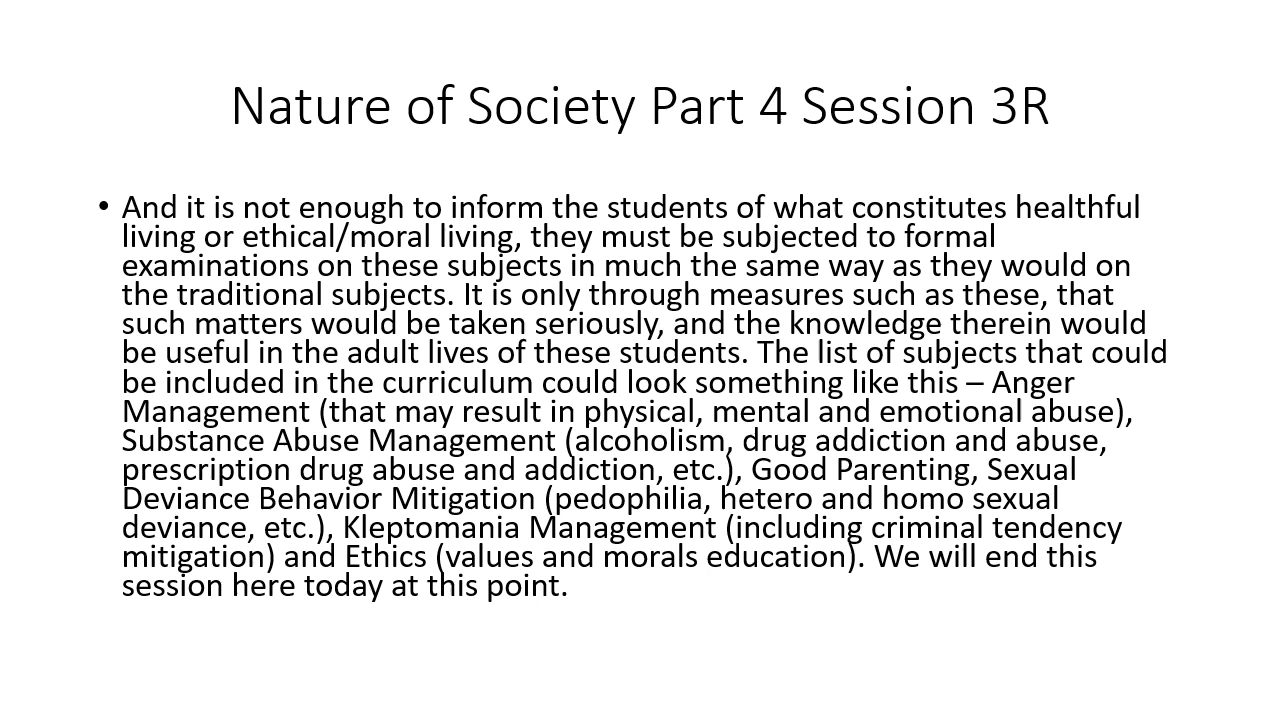 Nature of Society Part 4 Session 3R
• And it is not enough to inform the students of what constitutes healthful
living or ethical/moral living, they must be subjected to formal
examinations on these subjects in much the same way as they would on
the traditional subjects. It is only through measures such as these, that
such matters would be taken seriously, and the knowledge therein would
be useful in the adult lives of these students. The list of subjects that could
be included in the curriculum could look something like this – Anger
Management (that may result in physical, mental and emotional abuse),
Substance Abuse Management (alcoholism, drug addiction and abuse,
prescription drug abuse and addiction, etc.), Good Parenting, Sexual
Deviance Behavior Mitigation (pedophilia, hetero and homo sexual
deviance, etc.), Kleptomania Management (including criminal tendency
mitigation) and Ethics (values and morals education). We will end this
session here today at this point.